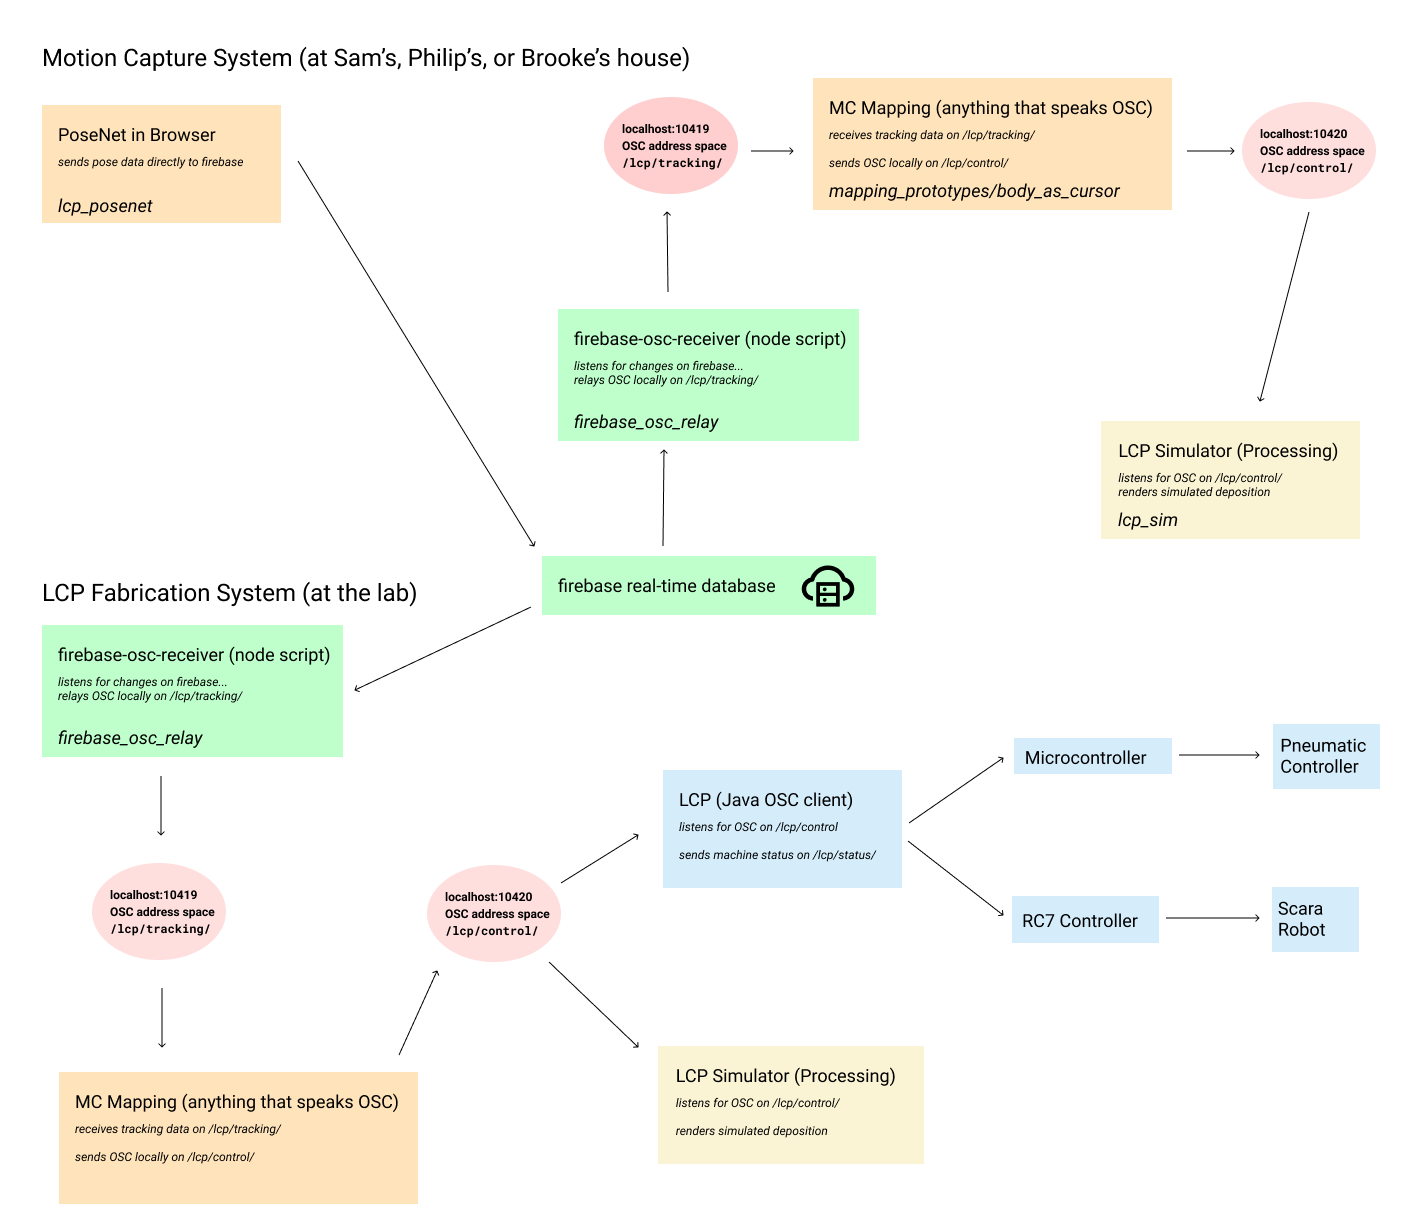 Motion Capture System (at Sam's, Philip's, or Brooke's house)
PoseNet in Browser
sends pose data directly to firebase
lcp_posenet
localhost:10419
OSC address space
/lcp/tracking/
MC Mapping (anything that speaks OSC)
receives tracking data on /lcp/tracking/
sends OSC locally on /lcp/control/
mapping_prototypes/body_as_cursor
localhost:10420
OSC address space
/lcp/control/
firebase-osc-receiver (node script)
listens for changes on firebase...
relays OSC locally on /lcp/tracking/
firebase_osc_relay
LCP Simulator (Processing)
listens for OSC on /lcp/control/
renders simulated deposition
lcp_sim
firebase real-time database
LCP Fabrication System (at the lab)
firebase-osc-receiver (node script)
listens for changes on firebase...
relays OSC locally on /lcp/tracking/
firebase_osc_relay
localhost:10419
OSC address space
/lcp/tracking/
MC Mapping (anything that speaks OSC)
receives tracking data on /lcp/tracking/
sends OSC locally on /lcp/control/
localhost:10420
OSC address space
/lcp/control/
LCP (Java OSC client)
listens for OSC on /lcp/control
sends machine status on /lcp/status/
LCP Simulator (Processing)
listens for OSC on /lcp/control/
renders simulated deposition
Microcontroller
Pneumatic
Controller
RC7 Controller
Scara
Robot